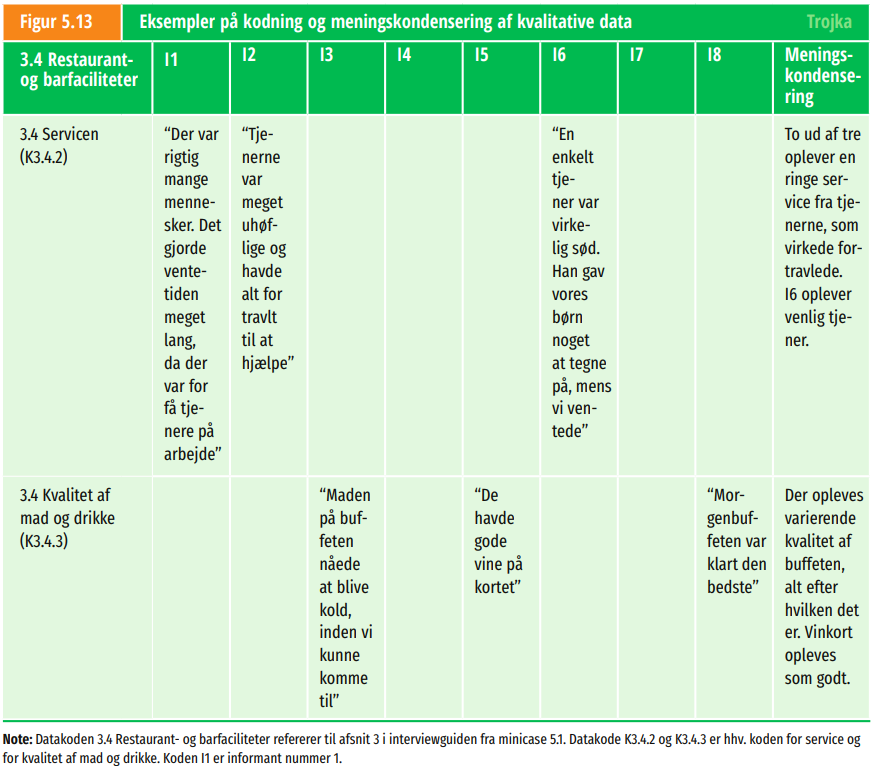 Figur 5.13 Eksempler på kodning og meningskondensering af kvalitative data Trojka
3.4 Restaurant-
og barfaciliteter
I1
I2
I3
I4
I5
I6
I7
I8
Menings-
kondense-
ring
3.4 Servicen
(K3.4.2)
“Der var
rigtig
mange
menne-
sker. Det
gjorde
vente-
tiden
meget
lang,
da der
var for
få tje-
nere på
arbejde”
“Tje-
nerne
var
meget
uhøf-
lige og
havde
alt for
travlt
til at
hjælpe”
“En
enkelt
tje-
ner var
virke-
lig sød.
Han gav
vores
børn
noget
at tegne
på, mens
vi ven-
tede”
To ud af tre
oplever en
ringe ser-
vice fra tje-
nerne, som
virkede for-
travlede.
I6 oplever
venlig tje-
ner.
3.4 Kvalitet af
mad og drikke
(K3.4.3)
“Maden
på buf-
feten
nåede
at blive
kold,
inden vi
kunne
komme
til”
“De
havde
gode
vine på
kortet”
“Mor-
genbuf-
feten var
klart den
bedste”
Der opleves
varierende
kvalitet af
buffeten,
alt efter
hvilken det
er. Vinkort
opleves
som godt.
Note: Datakoden 3.4 Restaurant- og barfaciliteter refererer til afsnit 3 i interviewguiden fra minicase 5.1. Datakode K3.4.2 og K3.4.3 er hhv. koden for service og
for kvalitet af mad og drikke. Koden I1 er informant nummer 1.